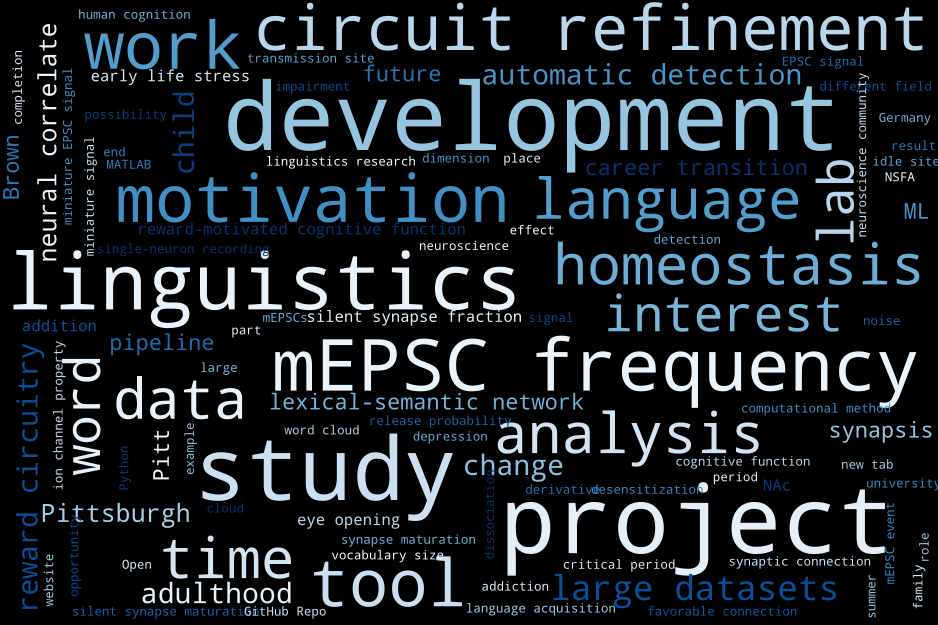 human cognition
circuit refinement
work
completion
neural correlate
transmission site
EPSC signal
early life stress
future
automatic detection
miniature EPSC signal
impairment
development
different field
neuroscience community
child
possibility
Germany
Brown
miniature signal
end
MATLAB
linguistics research
dimension
place
result
idle site
career transition
lab
NSFA
motivation
language
ML
reward-motivated cognitive function
effect
single-neuron recording
neuroscience
detection
linguistics
homeostasis
interest
mEPSCs
silent synapse fraction
signal
noise
addition
part
pipeline
mEPSC frequency
reward circuitry
ion channel property
word
large
data
lexical-semantic network
computational method
release probability
analysis
synapsis
word cloud
depression
Pitt
example
Python
study
change
cognitive function
new tab
period
NAc
university
derivative
desensitization
dissociation
project
cloud
Pittsburgh
eye opening
opportunity
mEPSC event
synapse maturation
time
vocabulary size
role
Open
tool
critical period
synaptic connection
website
adulthood
addiction
large datasets
family
summer
silent synapse maturation
GitHub Repo
language acquisition
favorable connection